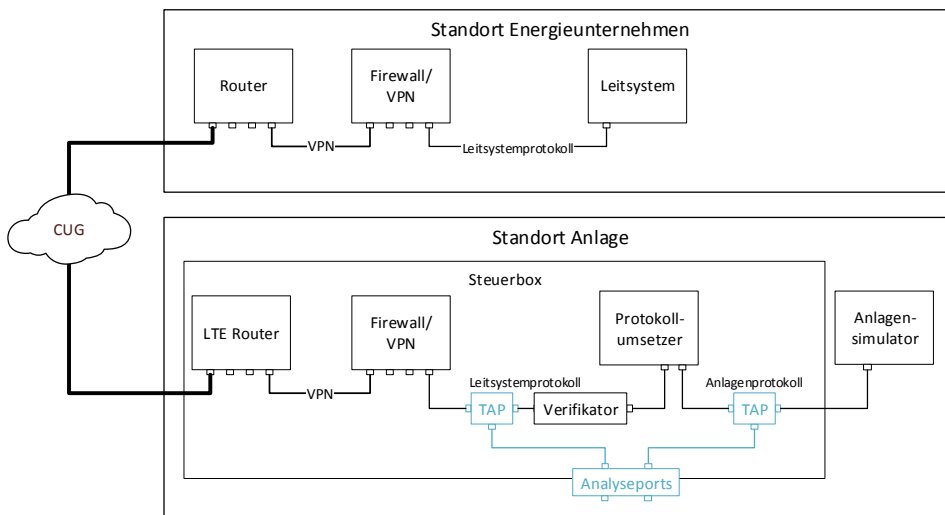 Standort Energieunternehmen
Router
Firewall/
VPN
Leitsystem
VPN
Leitsystemprotokoll
CUG
Standort Anlage
Steuerbox
LTE Router
Firewall/
VPN
Protokoll-
umsetzer
Anlagen-
simulator
VPN
Leitsystemprotokoll
Anlagenprotokoll
TAP
Verifikator
TAP
Analyseports